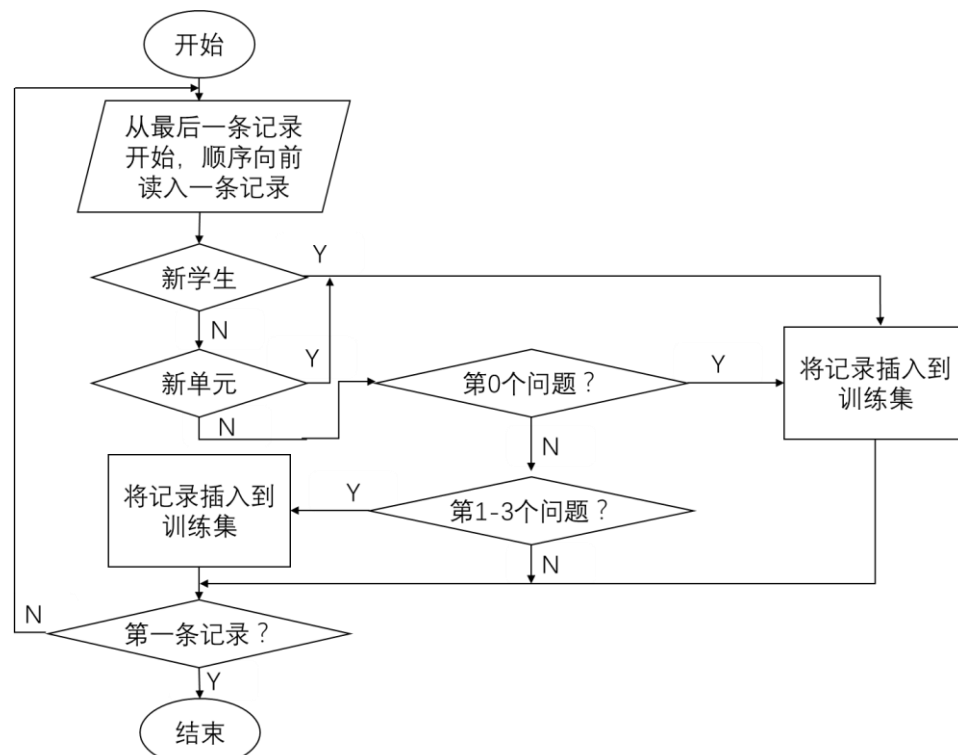 开始
从最后一条记录
开始，顺序向前
读入一条记录
新学生
Y
N
新单元
Y
N
第0个问题？
Y
将记录插入到
训练集
N
第1-3个问题？
Y
将记录插入到
训练集
N
第一条记录？
N
Y
结束